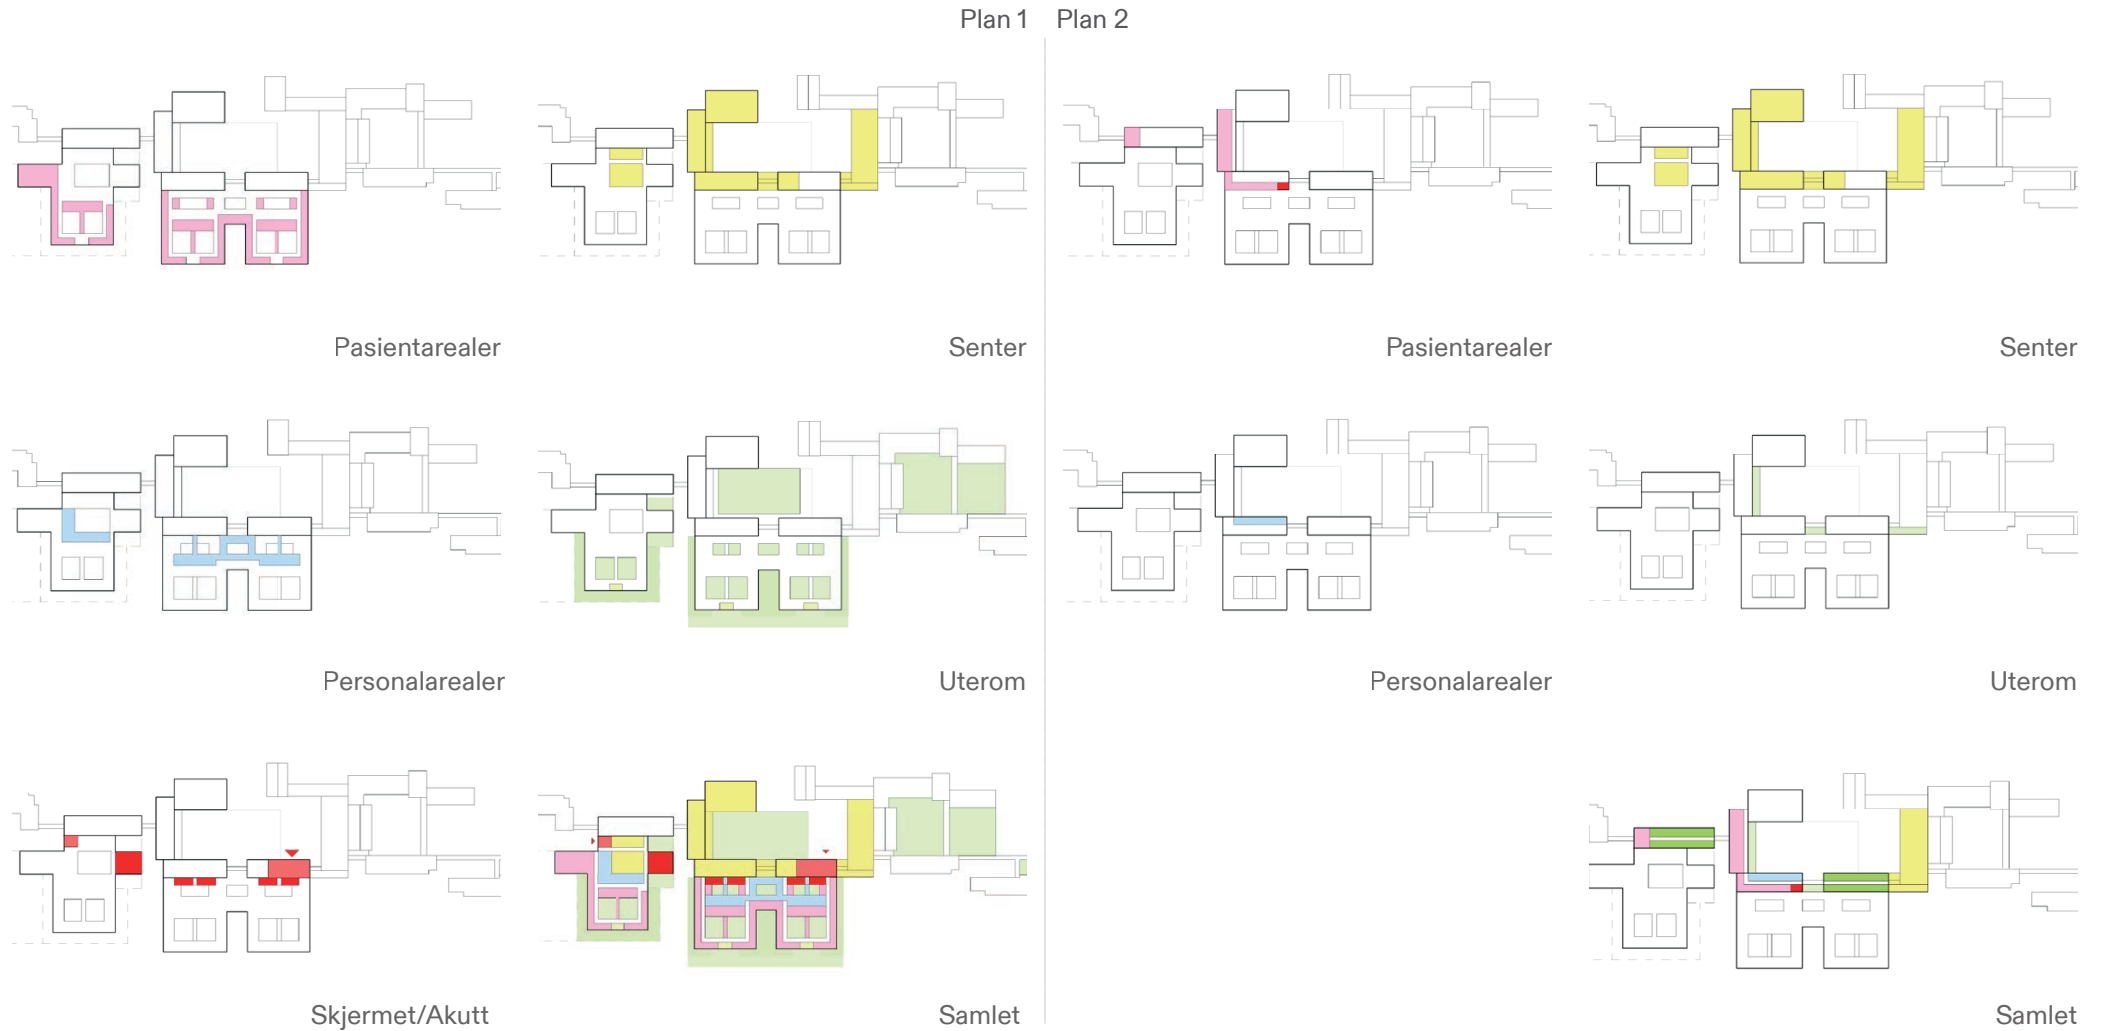 Plan 1 Plan 2
Pasientarealer Senter Pasientarealer Senter
Personalarealer Uterom Personalarealer Uterom
Skjermet/Akutt Samlet Samlet